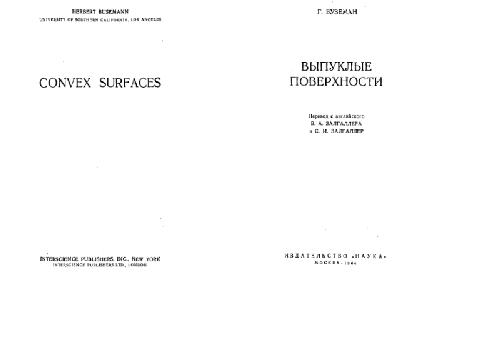 HERBERT BUSEMANN
UNIVERSITY OF SOUTHERN CALIFORNIA, LOS ANGELES
CONVEX SURFACES
INTERSCIENCE PUBLISHERS, INC., NEW YORK
INTERSCIENCE PUBLISHERS LTD., LONDON
Г. БУЗЕМАН
ВЫПУКЛЫЕ
ПОВЕРХНОСТИ
Перевод с английского
В. А. ЗАЛГАЛЛЕРА
и С. И. ЗАЛГАЛЛЕР
ИЗДАТЕЛЬСТВО «НАУКА»
МОСКВА · 1964